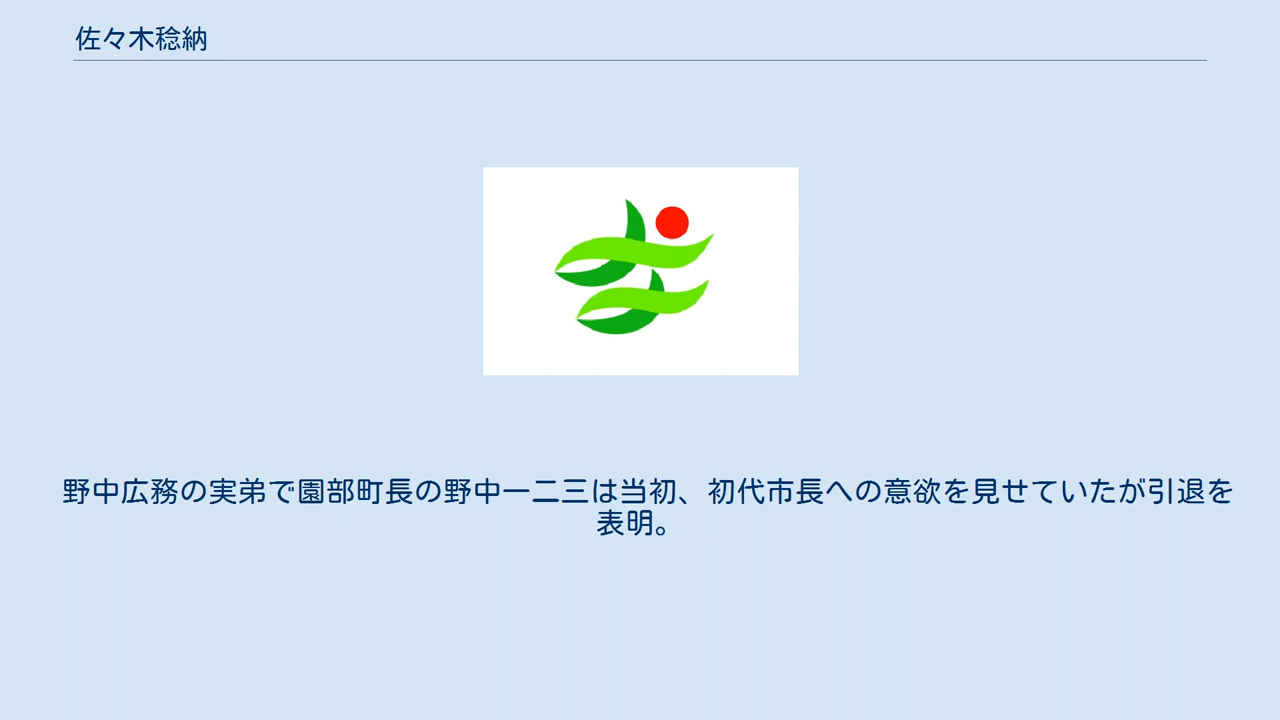 佐々木稔納
野中広務の実弟で園部町長の野中一二三は当初、初代市長への意欲を見せていたが引退を
表明。